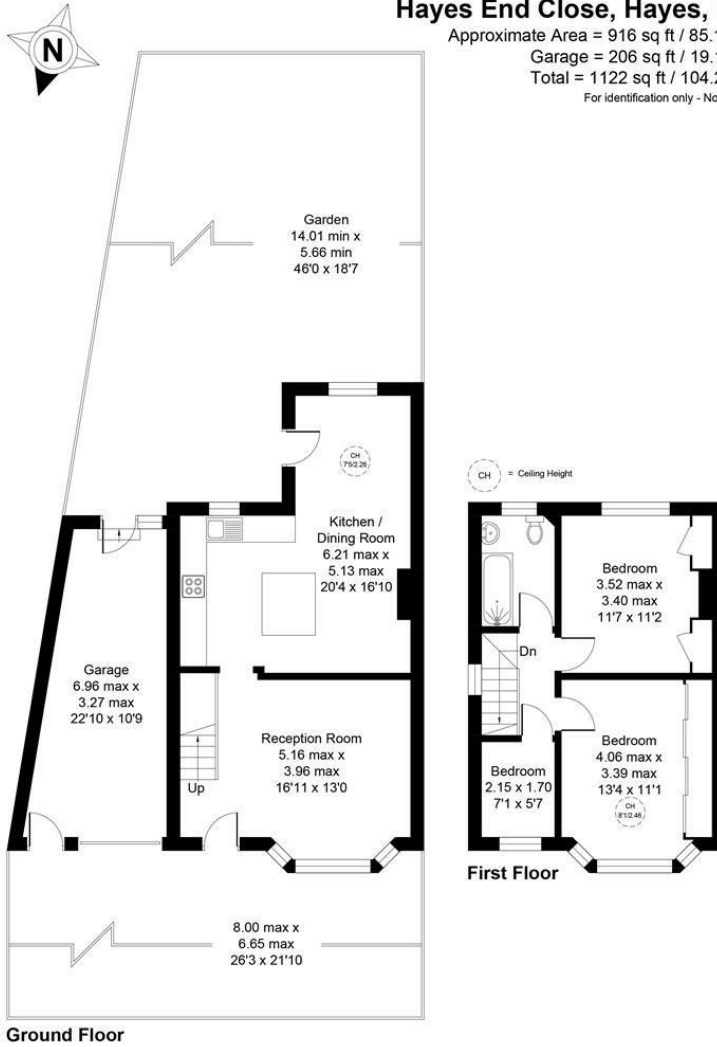 Hayes End Close, Hayes,
Approximate Area = 916 sq ft / 85.1
Garage = 206 sq ft / 19.1
Total = 1122 sq ft / 104.2
For identification only - No
N
Garden
14.01 min x
5.66 min
46'0 x 18'7
CH
7'5/2.26
CH = Ceiling Height
Kitchen /
Dining Room
6.21 max x
5.13 max
20'4 x 16'10
Bedroom
3.52 max x
3.40 max
11'7 x 11'2
Dn
Garage
6.96 max x
3.27 max
22'10 x 10'9
Reception Room
5.16 max x
3.96 max
16'11 x 13'0
Up
Bedroom
4.06 max x
3.39 max
13'4 x 11'1
CH
8'1/2.46
Bedroom
2.15 x 1.70
7'1 x 5'7
First Floor
8.00 max x
6.65 max
26'3 x 21'10
Ground Floor